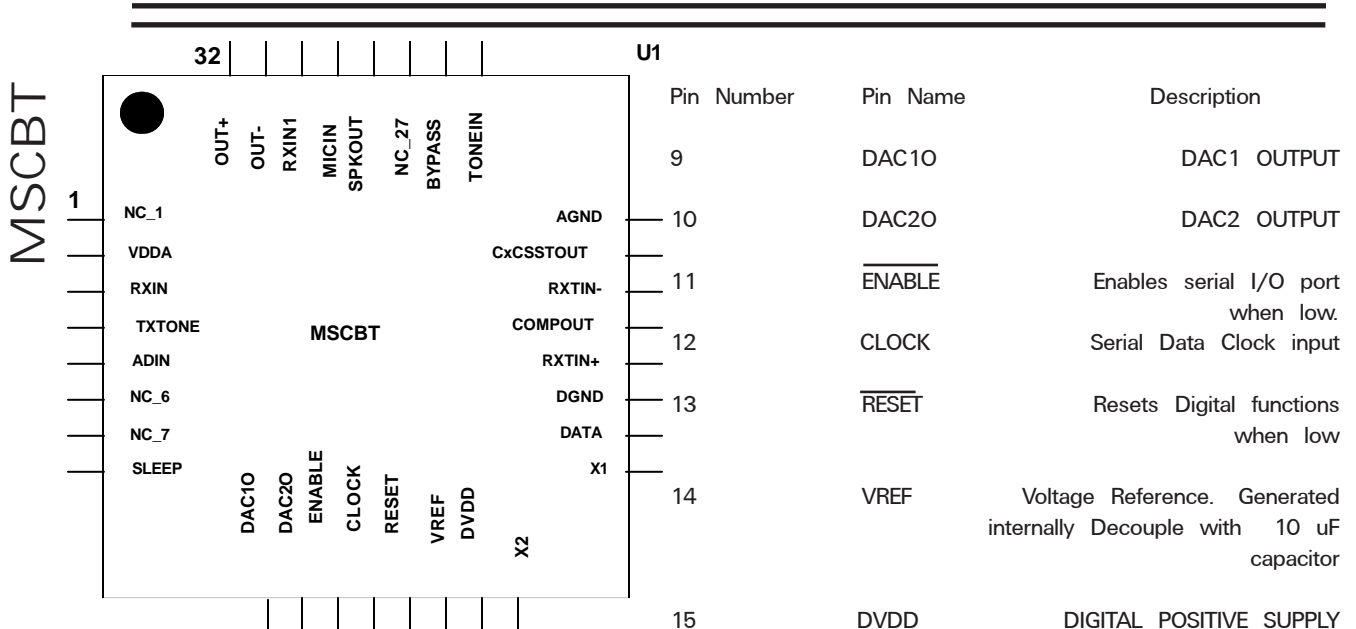 MSCBT
32
U1
OUT+
OUT-
RXIN1
MICIN
SPKOUT
NC_27
BYPASS
TONEIN
1
NC_1
VDDA
RXIN
TXTONE
ADIN
NC_6
NC_7
SLEEP
MSCBT
AGND
CxCSSTOUT
RXTIN-
COMPOUT
RXTIN+
DGND
DATA
X1
DAC1O
DAC2O
ENABLE
CLOCK
RESET
VREF
DVDD
X2
Pin Number Pin Name Description
9 DAC1O DAC1 OUTPUT
10 DAC2O DAC2 OUTPUT
11 ENABLE Enables serial I/O port
when low.
12 CLOCK Serial Data Clock input
13 RESET Resets Digital functions
when low
14 VREF Voltage Reference. Generated
internally Decouple with 10 uF
capacitor
15 DVDD DIGITAL POSITIVE SUPPLY